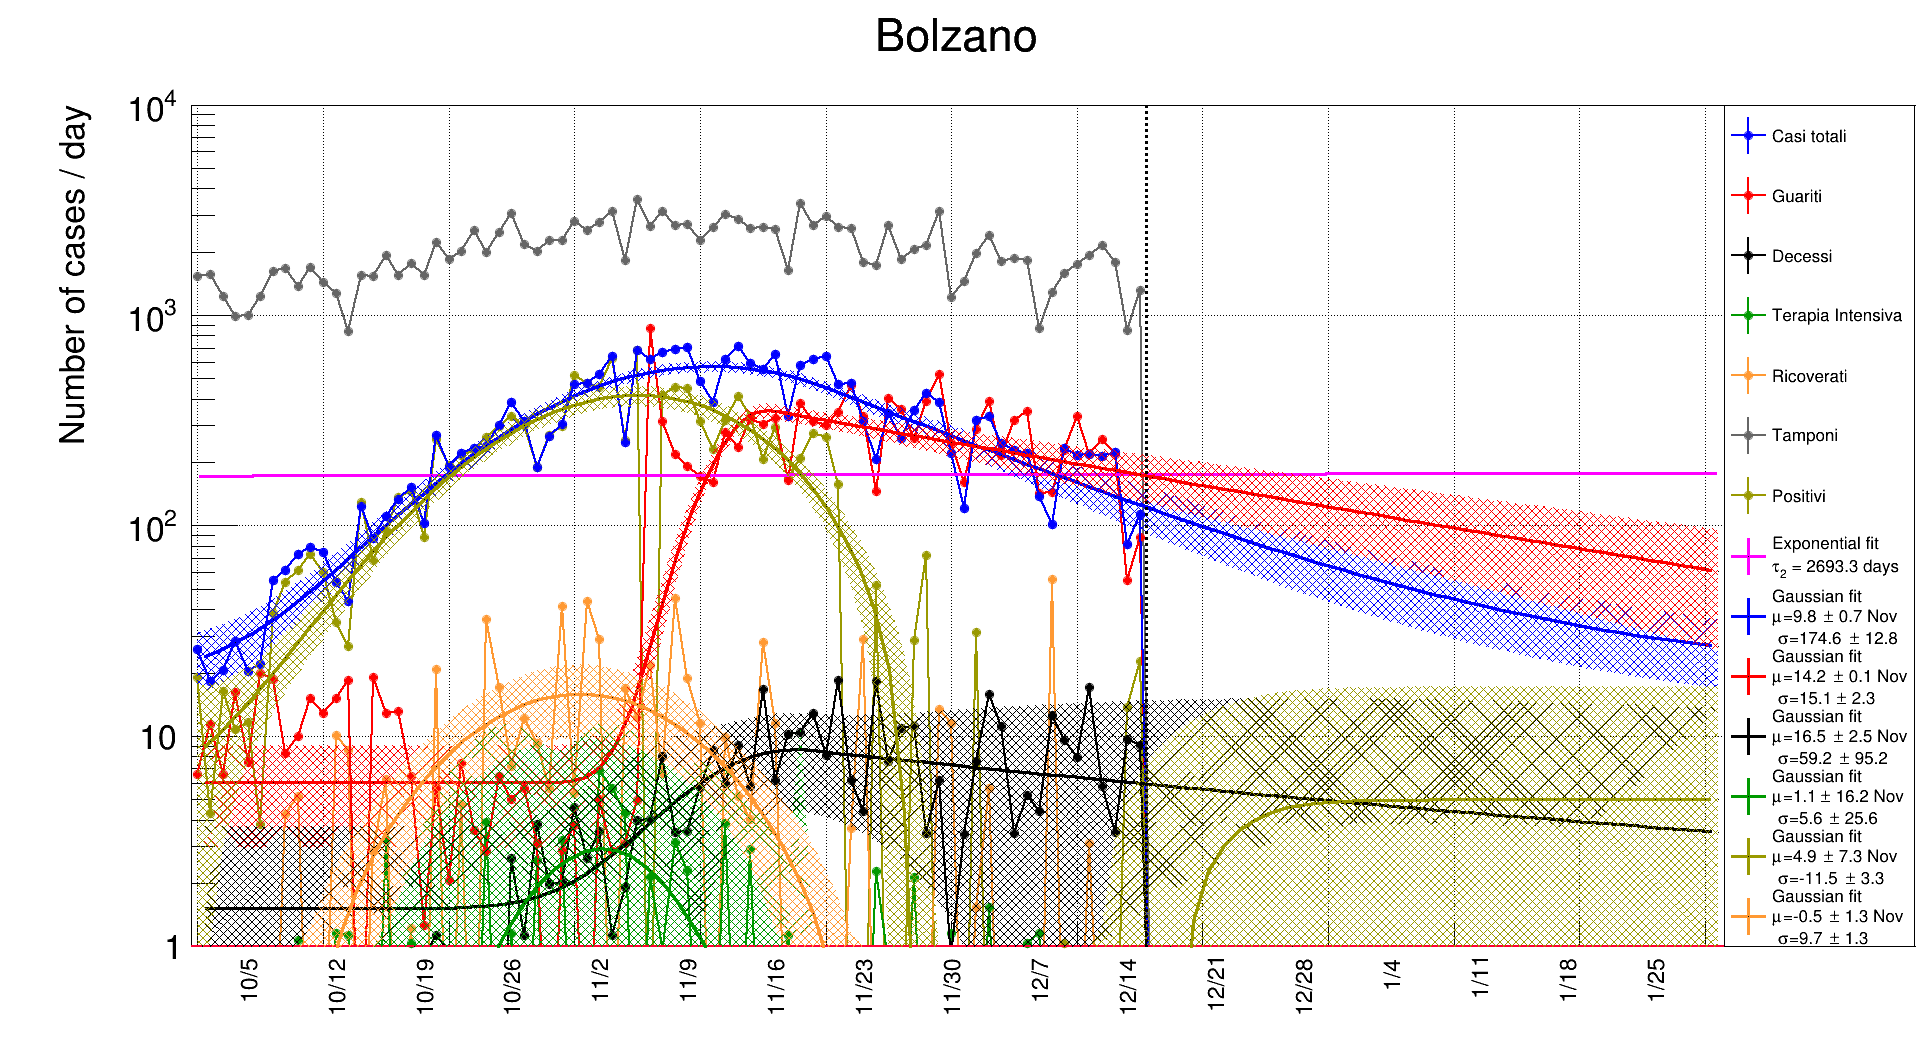 Bolzano
Number of cases / day
10^4
10^3
10^2
10
1
10/5
10/12
10/19
10/26
11/2
11/9
11/16
11/23
11/30
12/7
12/14
12/21
12/28
1/4
1/11
1/18
1/25
Casi totali
Guariti
Decessi
Terapia Intensiva
Ricoverati
Tamponi
Positivi
Exponential fit
τ₂ = 2693.3 days
Gaussian fit
μ=9.8 ± 0.7 Nov
σ=174.6 ± 12.8
Gaussian fit
μ=14.2 ± 0.1 Nov
σ=15.1 ± 2.3
Gaussian fit
μ=16.5 ± 2.5 Nov
σ=59.2 ± 95.2
Gaussian fit
μ=1.1 ± 16.2 Nov
σ=5.6 ± 25.6
Gaussian fit
μ=4.9 ± 7.3 Nov
σ=-11.5 ± 3.3
Gaussian fit
μ=-0.5 ± 1.3 Nov
σ=9.7 ± 1.3